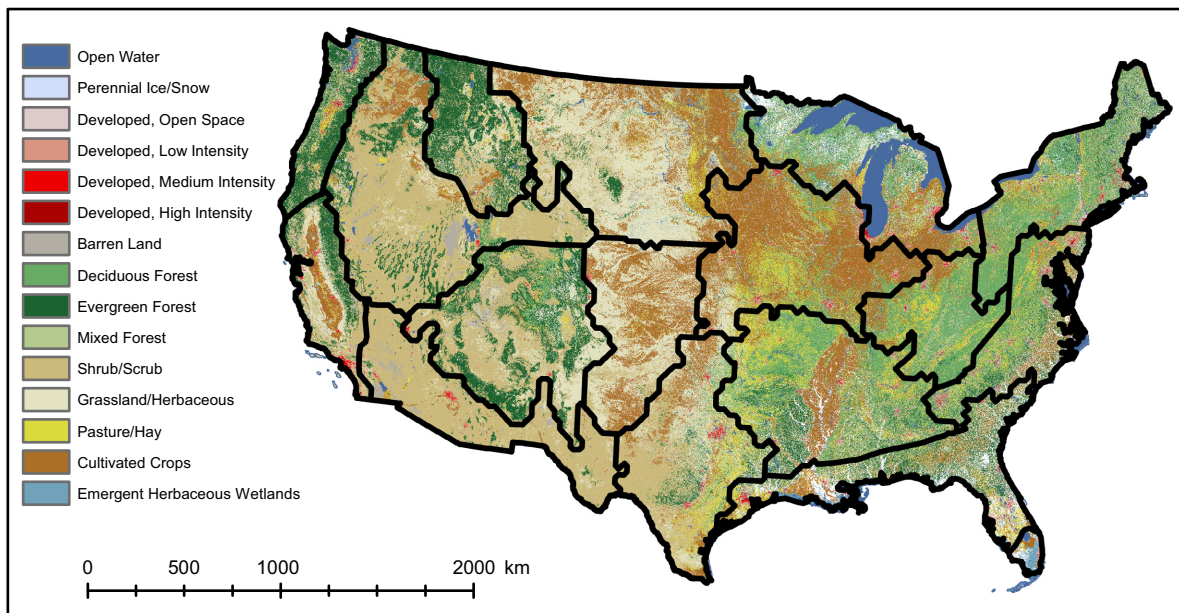 Open Water
Perennial Ice/Snow
Developed, Open Space
Developed, Low Intensity
Developed, Medium Intensity
Developed, High Intensity
Barren Land
Deciduous Forest
Evergreen Forest
Mixed Forest
Shrub/Scrub
Grassland/Herbaceous
Pasture/Hay
Cultivated Crops
Emergent Herbaceous Wetlands
0 500 1000 2000 km